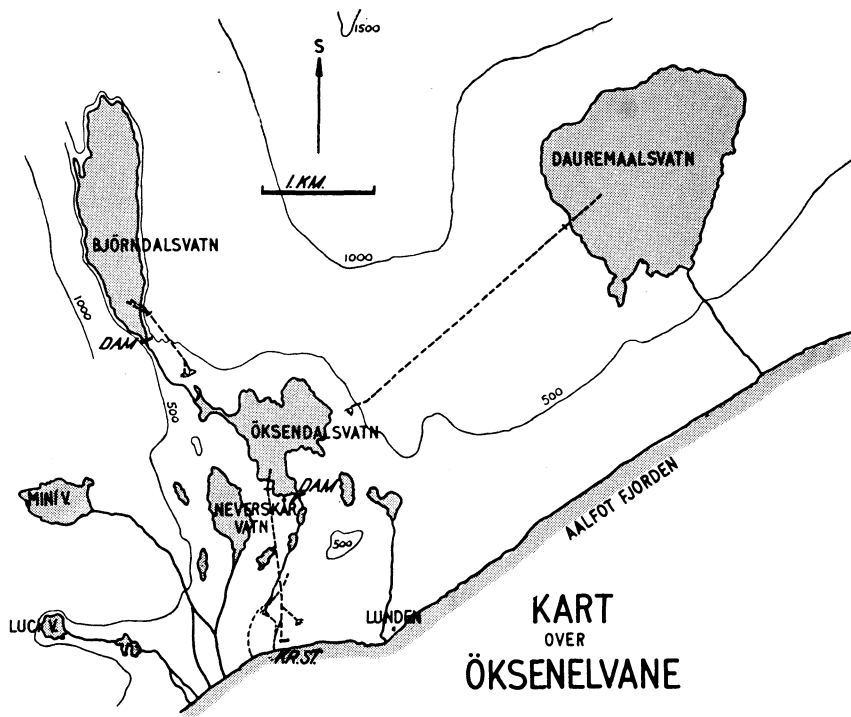 1500
S
1. KM.
DAUREMAALSVATN
BJÖRNDALSVATN
1000
1000
DAM
500
500
ÖKSENDALSVATN
MINI V.
DAM
NEVERSKAR
VATN
500
AALFOT FJORDEN
LUCK V.
LUNDEN
KR.ST.
KART
OVER
ÖKSENELVANE